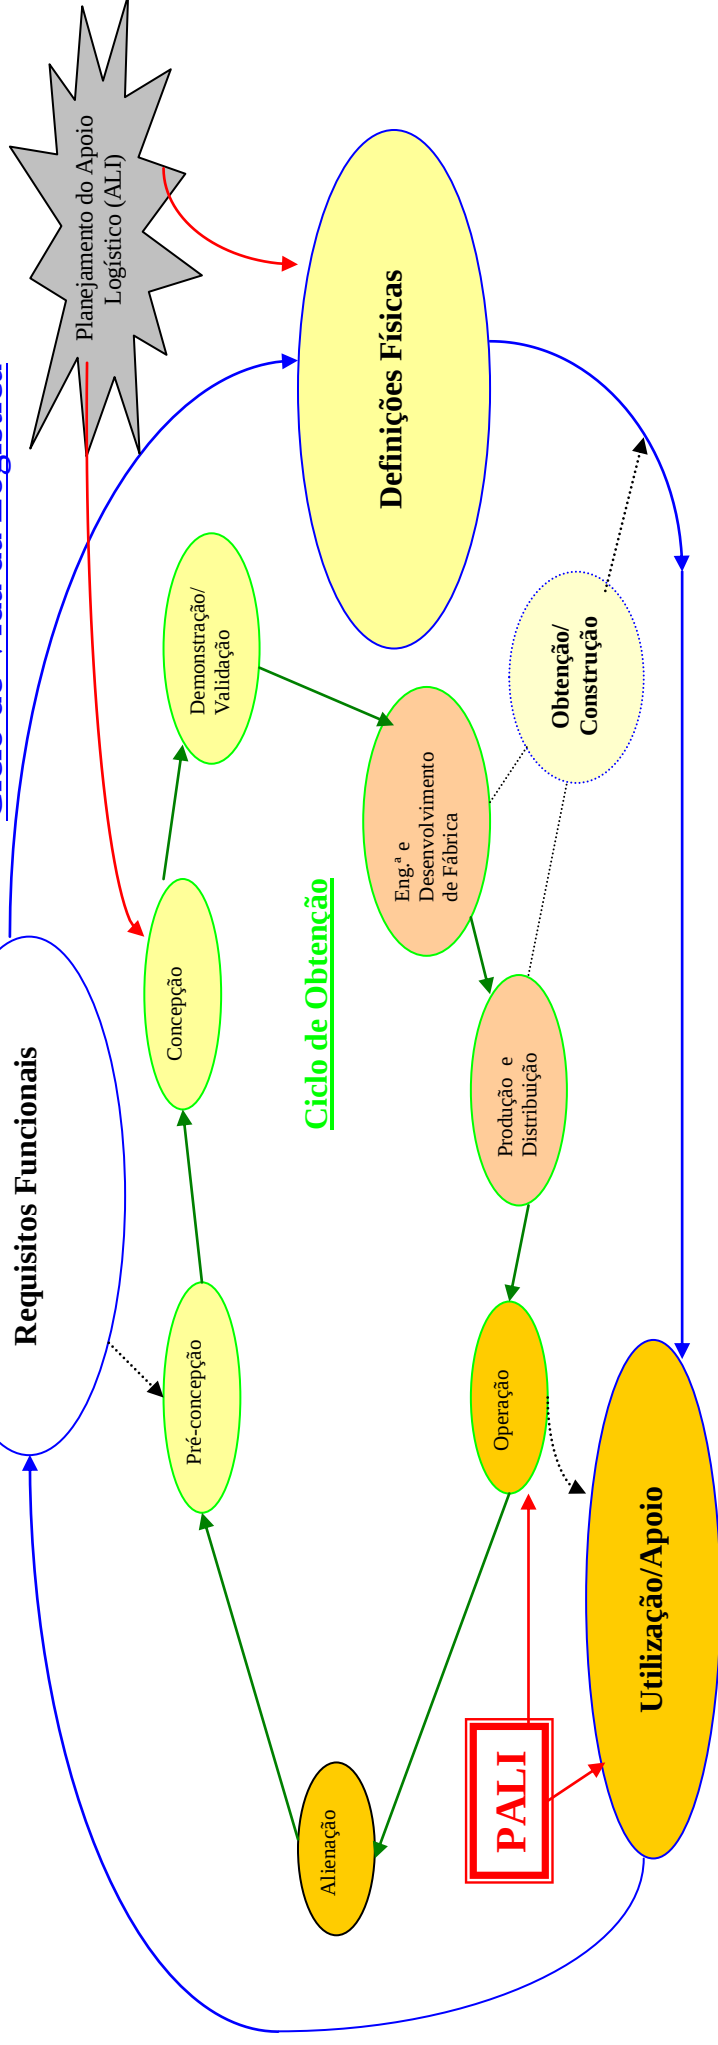 Requisitos Funcionais
Planejamento do Apoio
Logístico (ALI)
Pré-concepção
Concepção
Demonstração/
Validação
Ciclo de Obtenção
Definições Físicas
Alienação
Eng.ª e
Desenvolvimento
de Fábrica
Produção e
Distribuição
Operação
Obtenção/
Construção
PALI
Utilização/Apoio